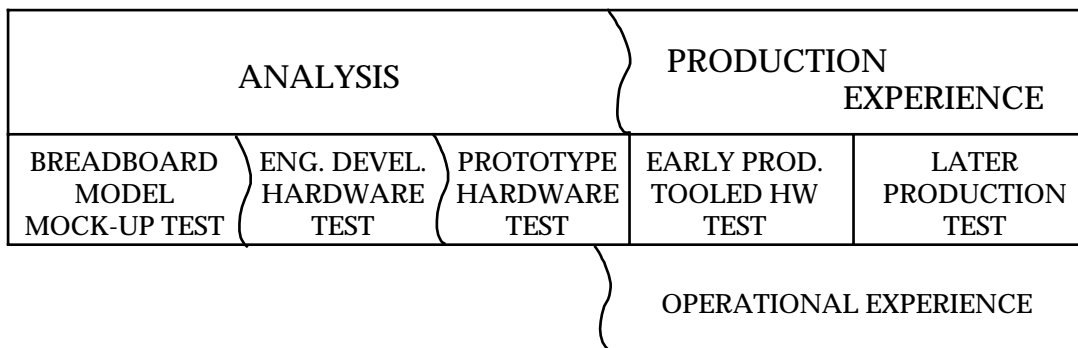 ANALYSIS
PRODUCTION
EXPERIENCE
BREADBOARD
MODEL
MOCK-UP TEST
ENG. DEVEL.
HARDWARE
TEST
PROTOTYPE
HARDWARE
TEST
EARLY PROD.
TOOLED HW
TEST
LATER
PRODUCTION
TEST
OPERATIONAL EXPERIENCE